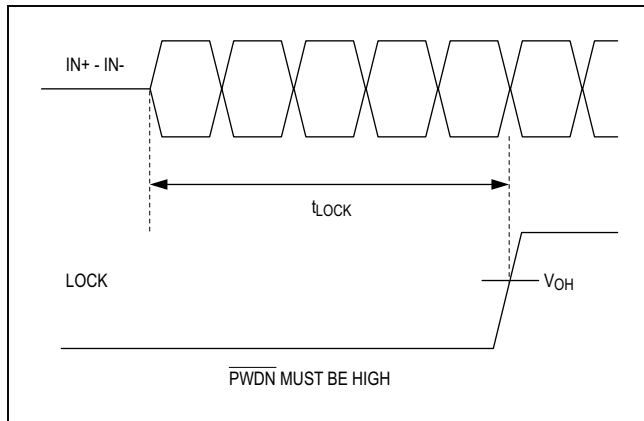 IN+ - IN-
tLOCK
LOCK
VOH
PWDN MUST BE HIGH